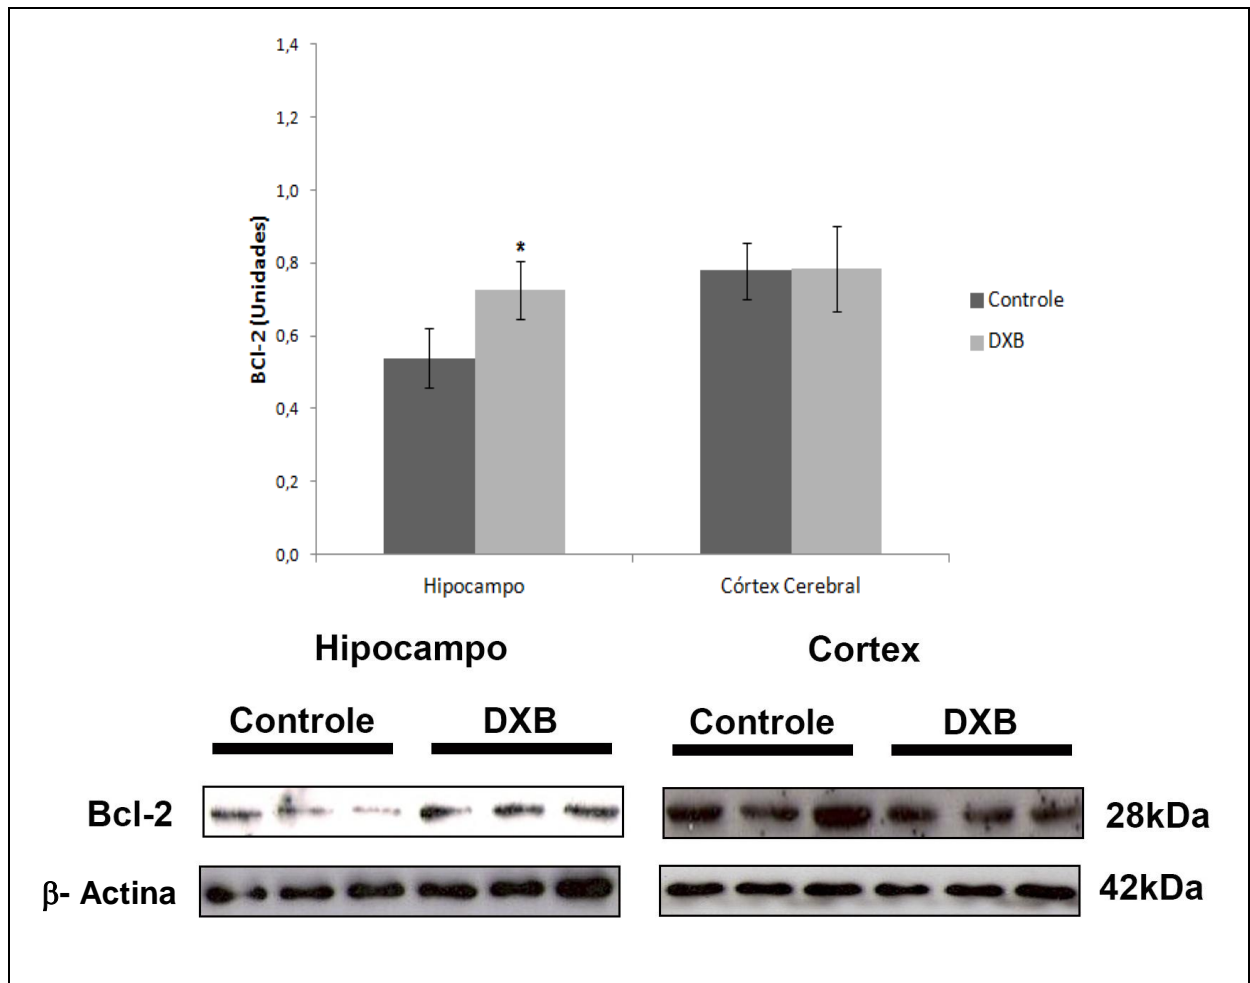 1,4
1,2
1,0
0,8
0,6
0,4
0,2
0,0
BCl-2 (Unidades)
*
Controle
DXB
Hipocampo Córtex Cerebral
Hipocampo Cortex
Controle DXB Controle DXB
Bcl-2 28kDa
β- Actina 42kDa